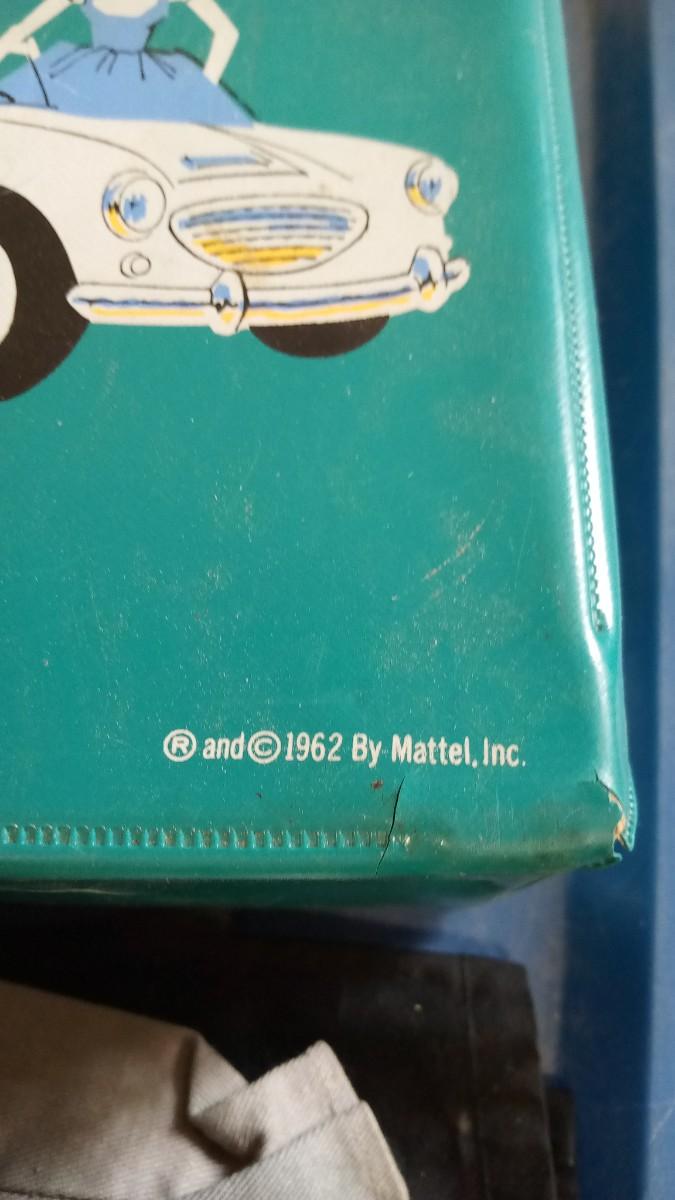 ® and © 1962 By Mattel, Inc.